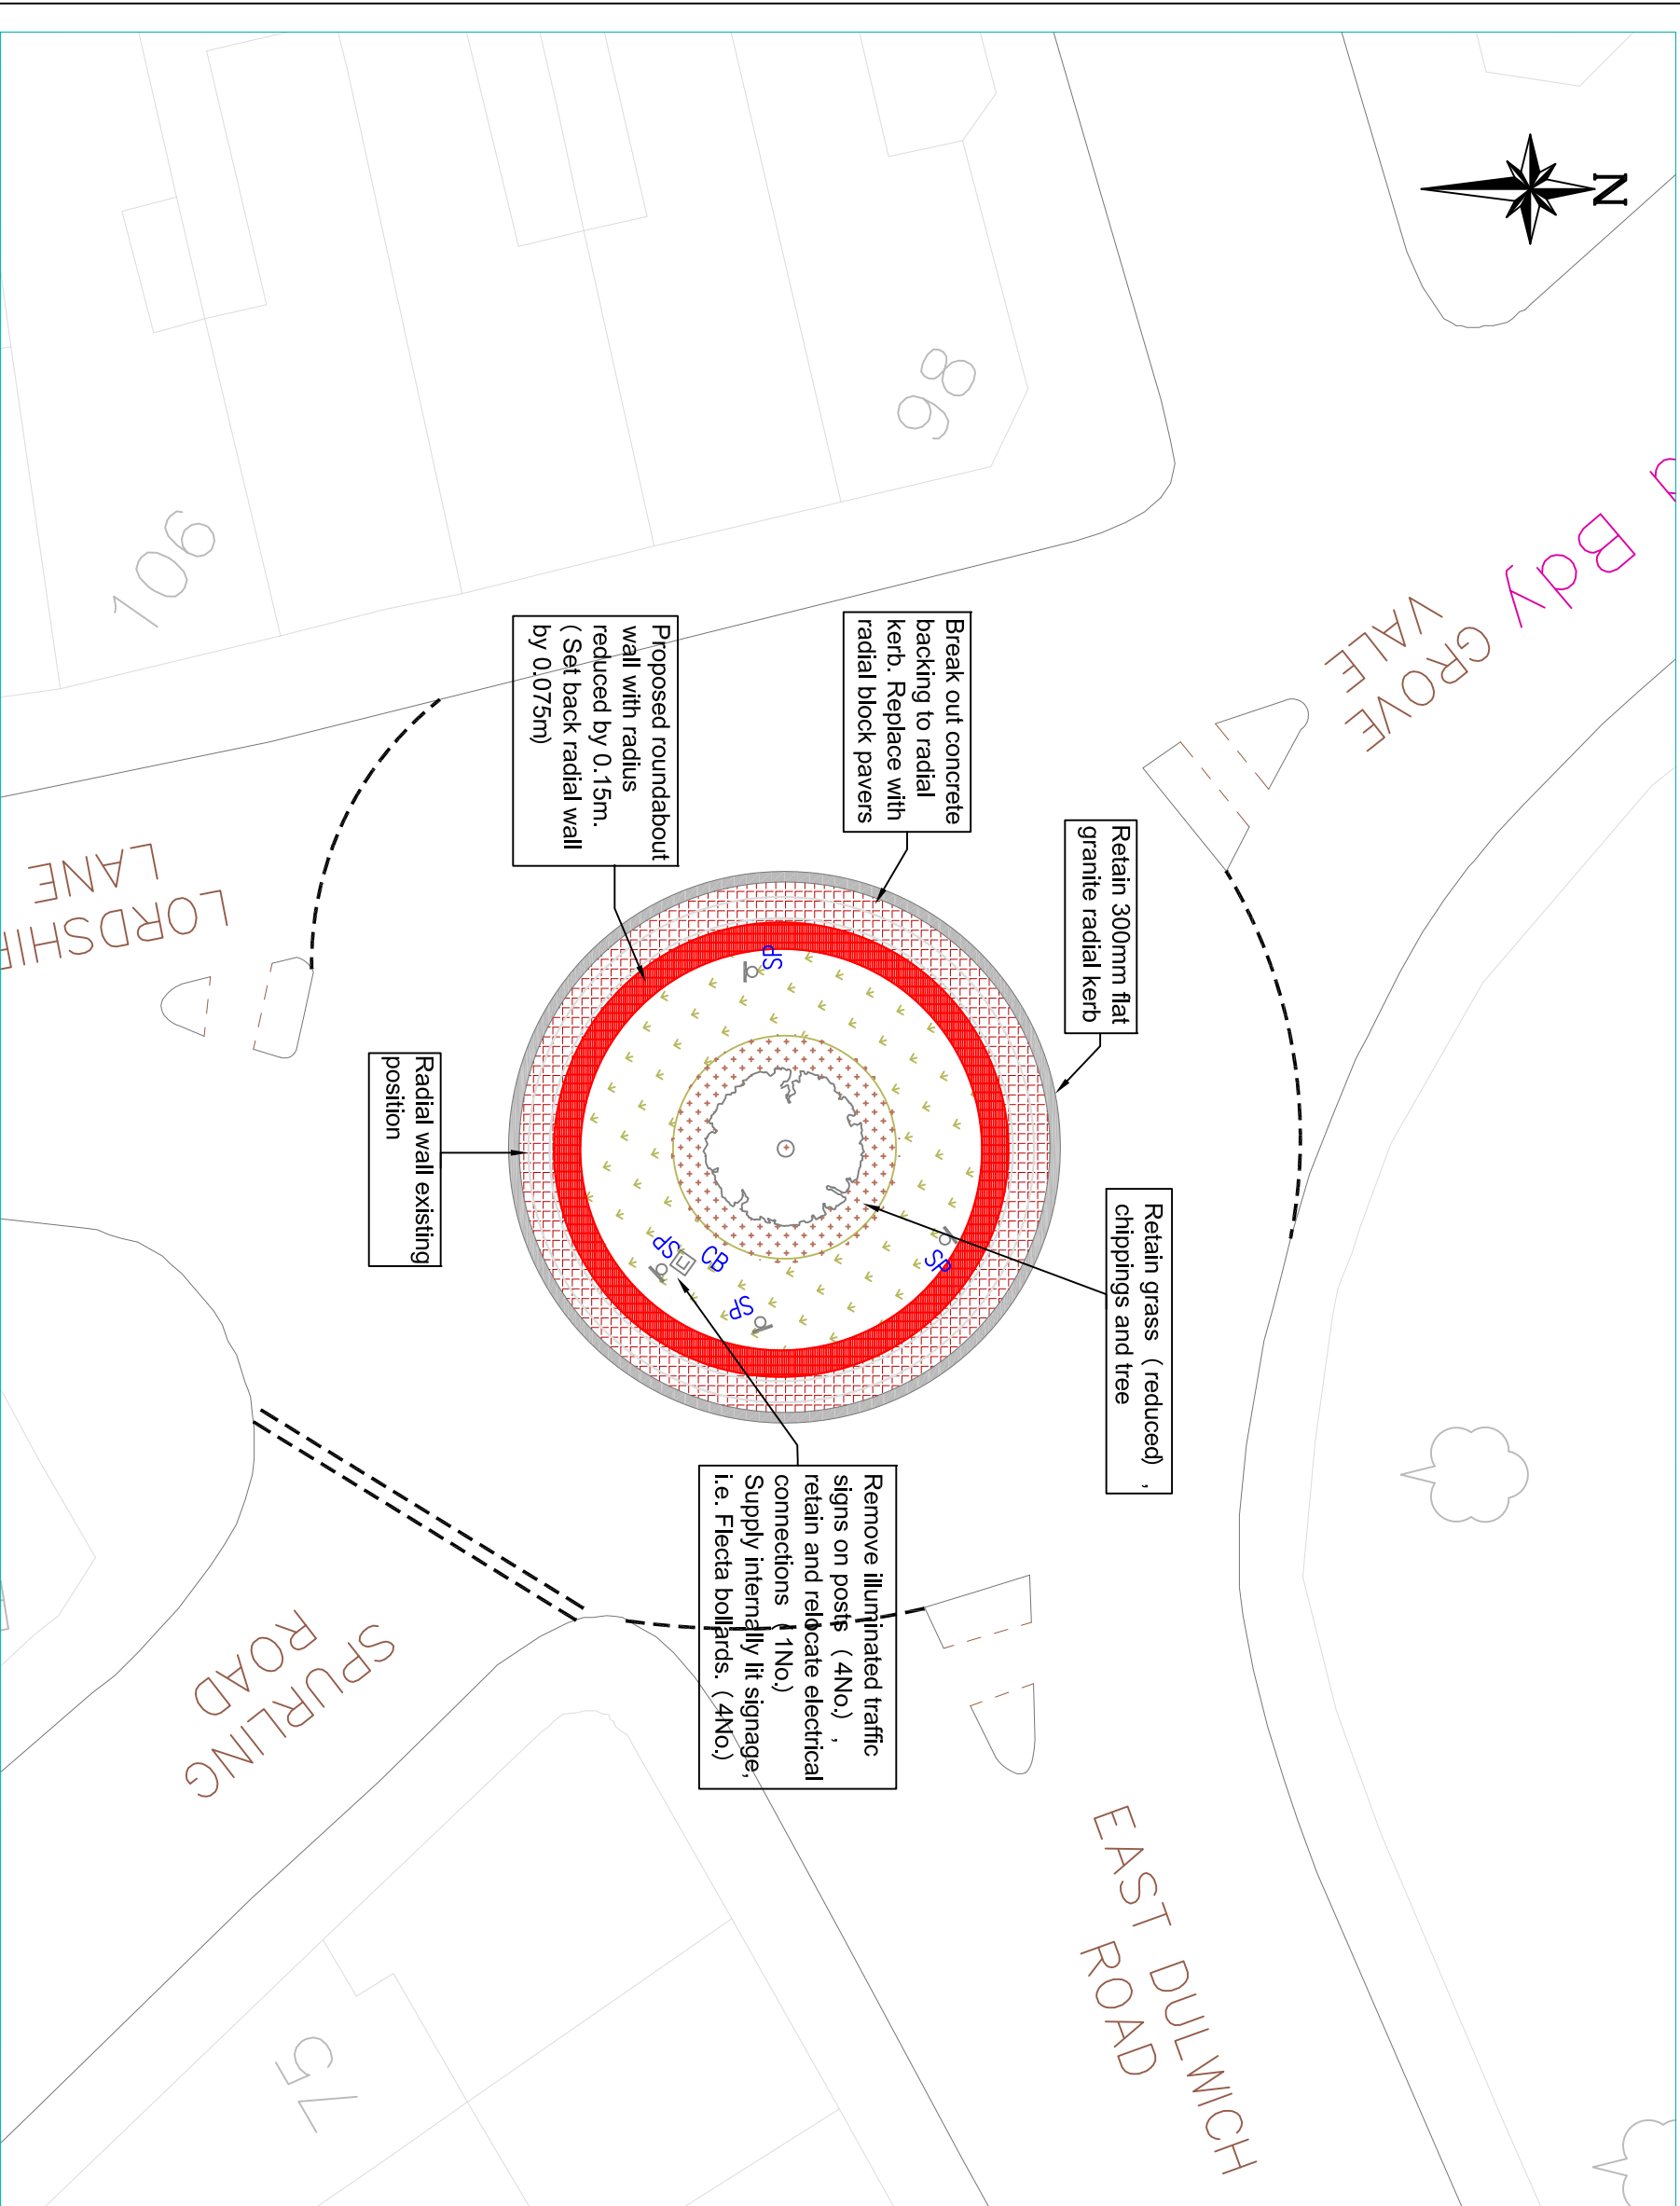 N
Bdy
GROVE
VALE
98
106
Retain 300mm flat
granite radial kerb
Break out concrete
backing to radial
kerb. Replace with
radial block pavers
Proposed roundabout
wall with radius
reduced by 0.15m.
( Set back radial wall
by 0.075m)
LORDSHIP
LANE
Radial wall existing
position
SP
SP
CB
SP
SP
Retain grass ( reduced) ,
chippings and tree
Remove illuminated traffic
signs on posts ( 4No.) ,
retain and relocate electrical
connections ( 1No.)
Supply internally lit signage,
i.e. Flecta bollards. ( 4No.)
EAST DULWICH
ROAD
SPURLING
ROAD
75